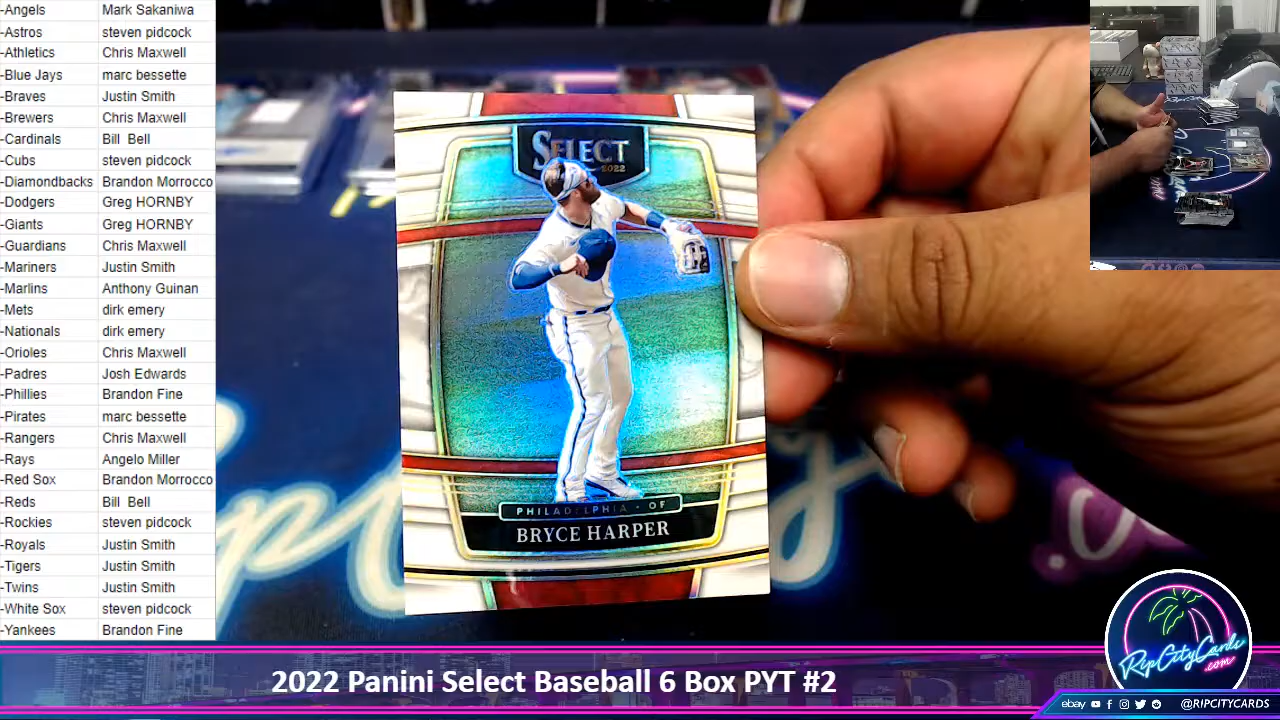 -Angels Mark Sakaniwa
-Astros steven pidcock
-Athletics Chris Maxwell
-Blue Jays marc bessette
-Braves Justin Smith
-Brewers Chris Maxwell
-Cardinals Bill Bell
-Cubs steven pidcock
-Diamondbacks Brandon Morrocco
-Dodgers Greg HORNBY
-Giants Greg HORNBY
-Guardians Chris Maxwell
-Mariners Justin Smith
-Marlins Anthony Guinan
-Mets dirk emery
-Nationals dirk emery
-Orioles Chris Maxwell
-Padres Josh Edwards
-Phillies Brandon Fine
-Pirates marc bessette
-Rangers Chris Maxwell
-Rays Angelo Miller
-Red Sox Brandon Morrocco
-Reds Bill Bell
-Rockies steven pidcock
-Royals Justin Smith
-Tigers Justin Smith
-Twins Justin Smith
-White Sox steven pidcock
-Yankees Brandon Fine
SELECT
2022
PHILADELPHIA - OF
BRYCE HARPER
RipCityCards
.com
2022 Panini Select Baseball 6 Box PYT #2
ebay
@RIPCITYCARDS